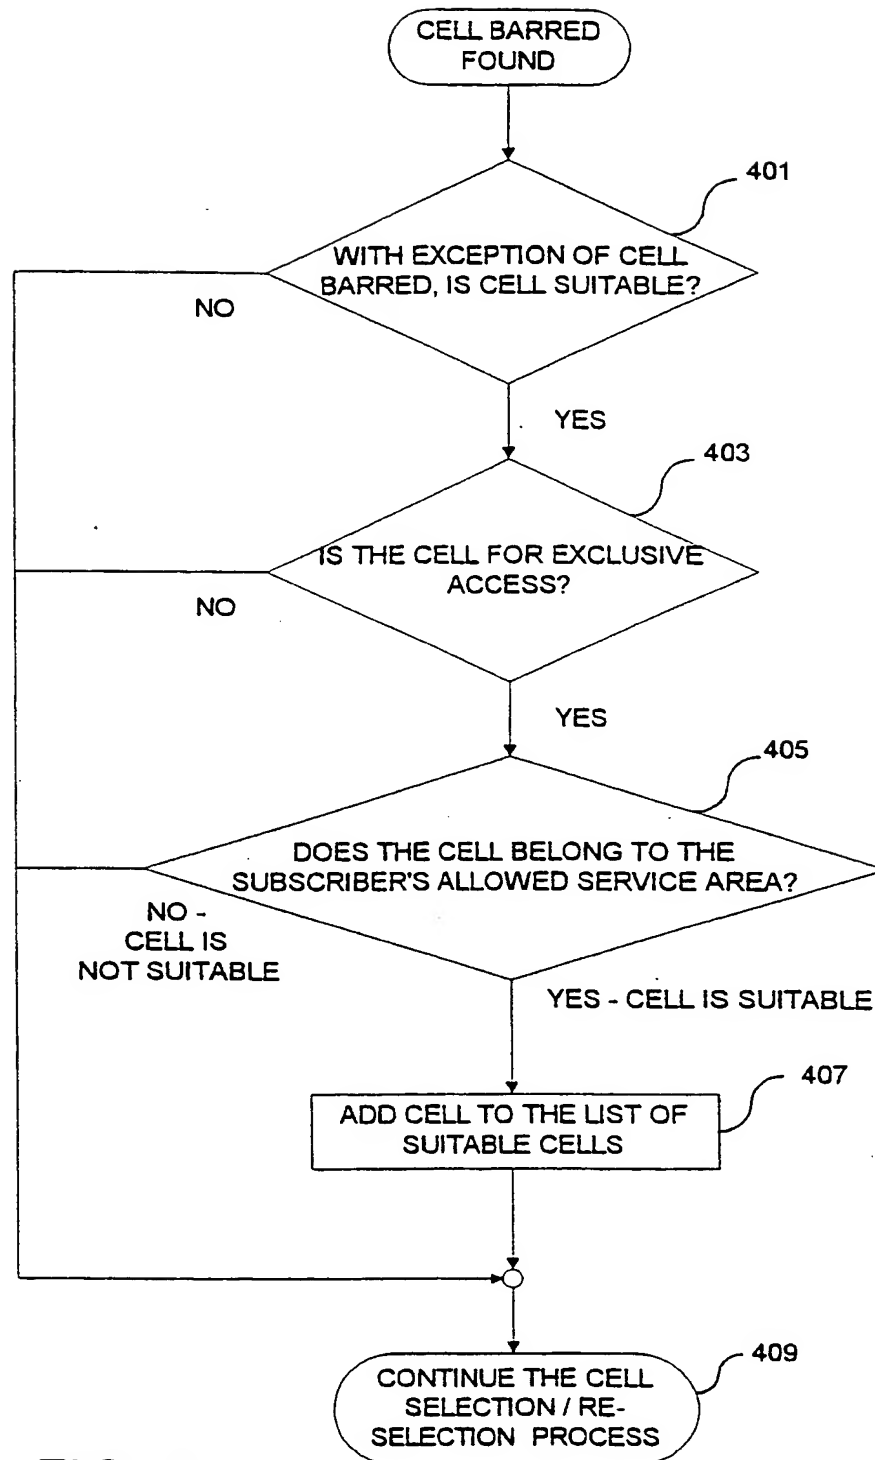 CELL BARRED
FOUND
401
WITH EXCEPTION OF CELL
BARRED, IS CELL SUITABLE?
NO
YES
403
IS THE CELL FOR EXCLUSIVE
ACCESS?
NO
YES
405
DOES THE CELL BELONG TO THE
SUBSCRIBER'S ALLOWED SERVICE AREA?
NO -
CELL IS
NOT SUITABLE
YES - CELL IS SUITABLE
407
ADD CELL TO THE LIST OF
SUITABLE CELLS
409
CONTINUE THE CELL
SELECTION / RE-
SELECTION PROCESS